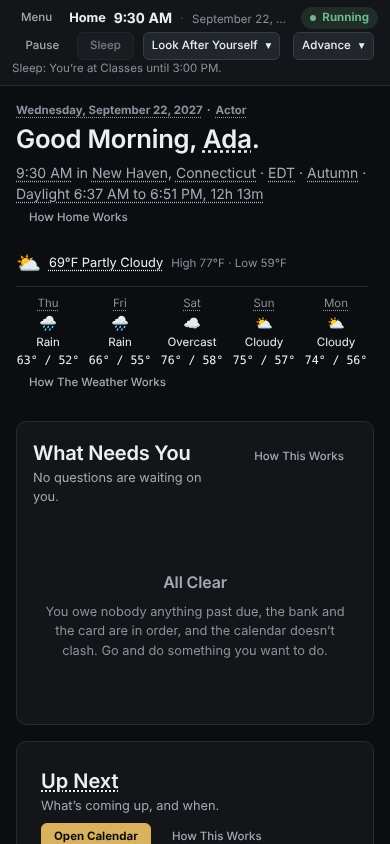 Menu Home 9:30 AM · September 22, ... Running
Pause Sleep Look After Yourself ▾ Advance ▾
Sleep: You're at Classes until 3:00 PM.
Wednesday, September 22, 2027 · Actor
Good Morning, Ada.
9:30 AM in New Haven, Connecticut · EDT · Autumn ·
Daylight 6:37 AM to 6:51 PM, 12h 13m
How Home Works
69°F Partly Cloudy High 77°F · Low 59°F
Thu Fri Sat Sun Mon
Rain Rain Overcast Cloudy Cloudy
63° / 52° 66° / 55° 76° / 58° 75° / 57° 74° / 56°
How The Weather Works
What Needs You How This Works
No questions are waiting on
you.
All Clear
You owe nobody anything past due, the bank and
the card are in order, and the calendar doesn't
clash. Go and do something you want to do.
Up Next
What's coming up, and when.
Open Calendar How This Works